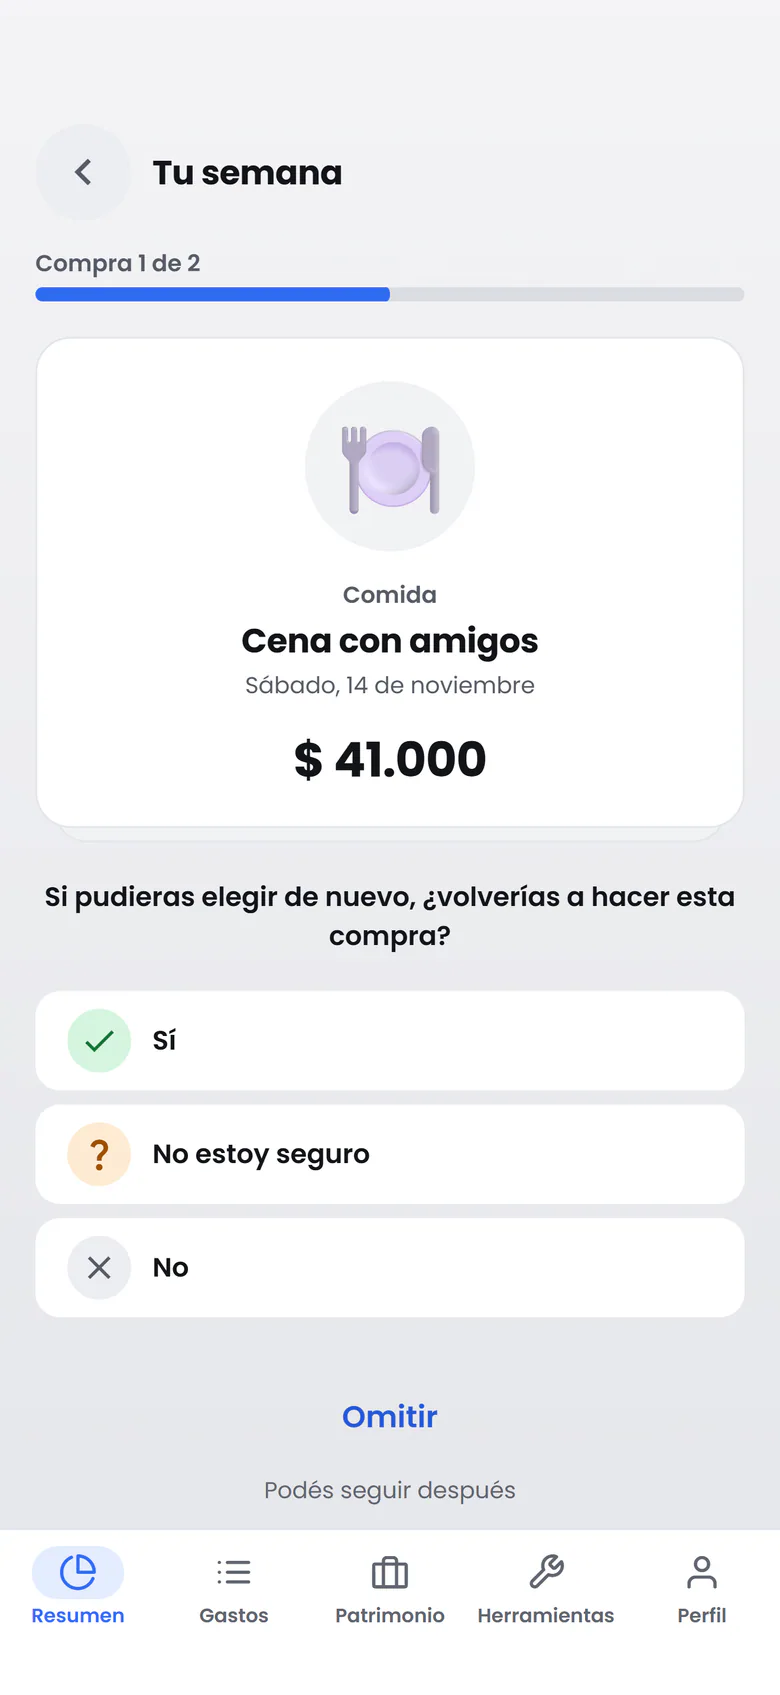 Tu semana
Compra 1 de 2
Comida
Cena con amigos
Sábado, 14 de noviembre
$ 41.000
Si pudieras elegir de nuevo, ¿volverías a hacer esta
compra?
Sí
?
No estoy seguro
No
Omitir
Podés seguir después
Resumen
Gastos
Patrimonio
Herramientas
Perfil